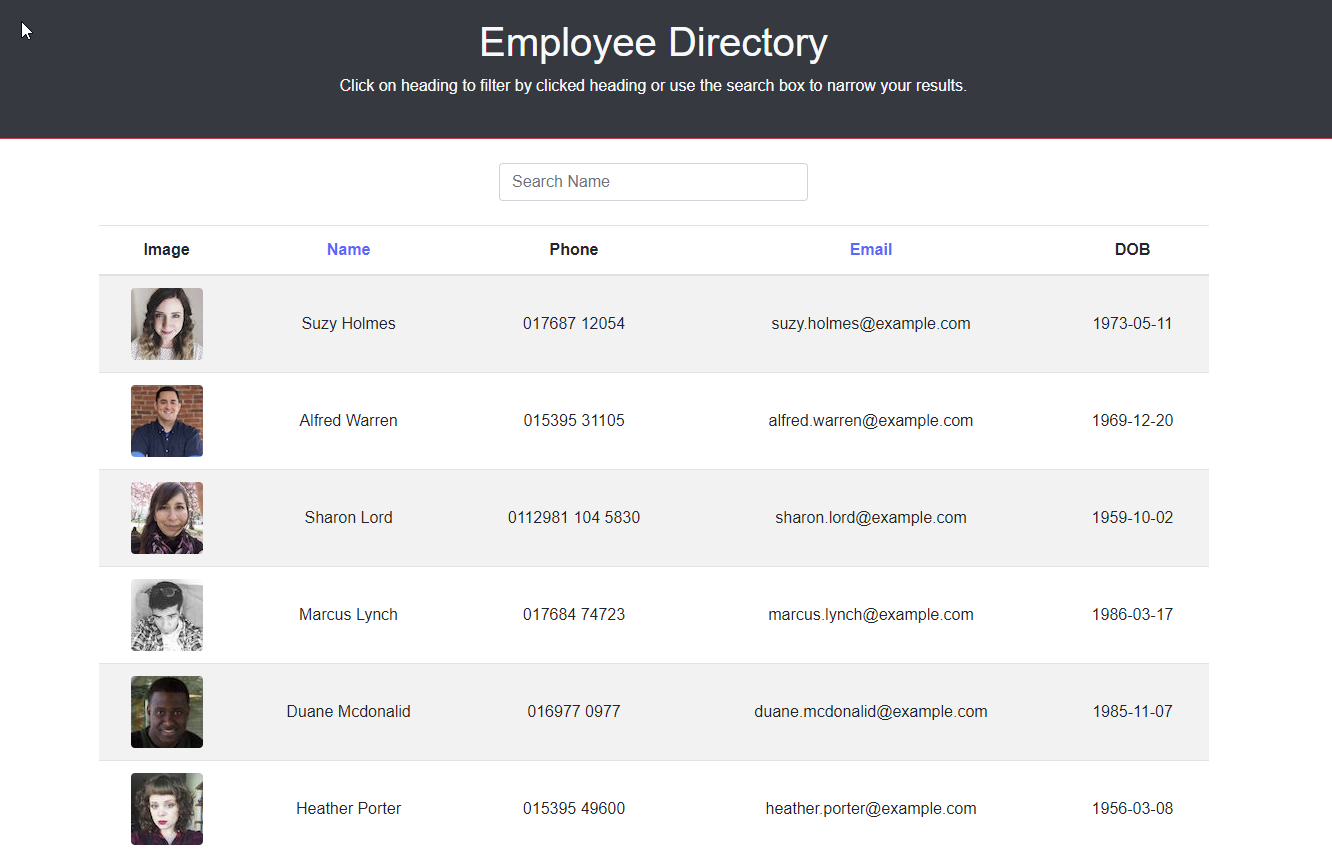 Employee Directory
Click on heading to filter by clicked heading or use the search box to narrow your results.
Search Name
Image Name Phone Email DOB
Suzy Holmes 017687 12054 suzy.holmes@example.com 1973-05-11
Alfred Warren 015395 31105 alfred.warren@example.com 1969-12-20
Sharon Lord 0112981 104 5830 sharon.lord@example.com 1959-10-02
Marcus Lynch 017684 74723 marcus.lynch@example.com 1986-03-17
Duane Mcdonalid 016977 0977 duane.mcdonalid@example.com 1985-11-07
Heather Porter 015395 49600 heather.porter@example.com 1956-03-08